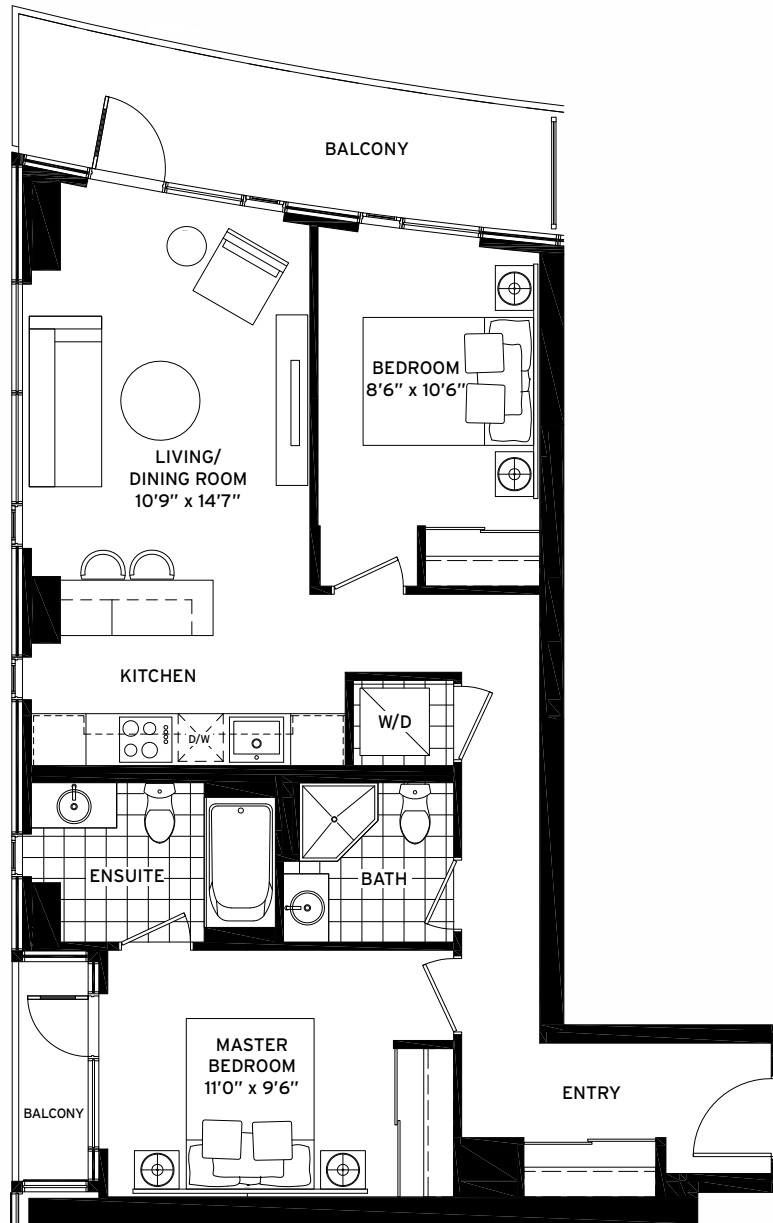 BALCONY
BEDROOM
8'6" x 10'6"
LIVING/
DINING ROOM
10'9" x 14'7"
KITCHEN
W/D
D/W
ENSUITE
BATH
MASTER
BEDROOM
11'0" x 9'6"
ENTRY
BALCONY